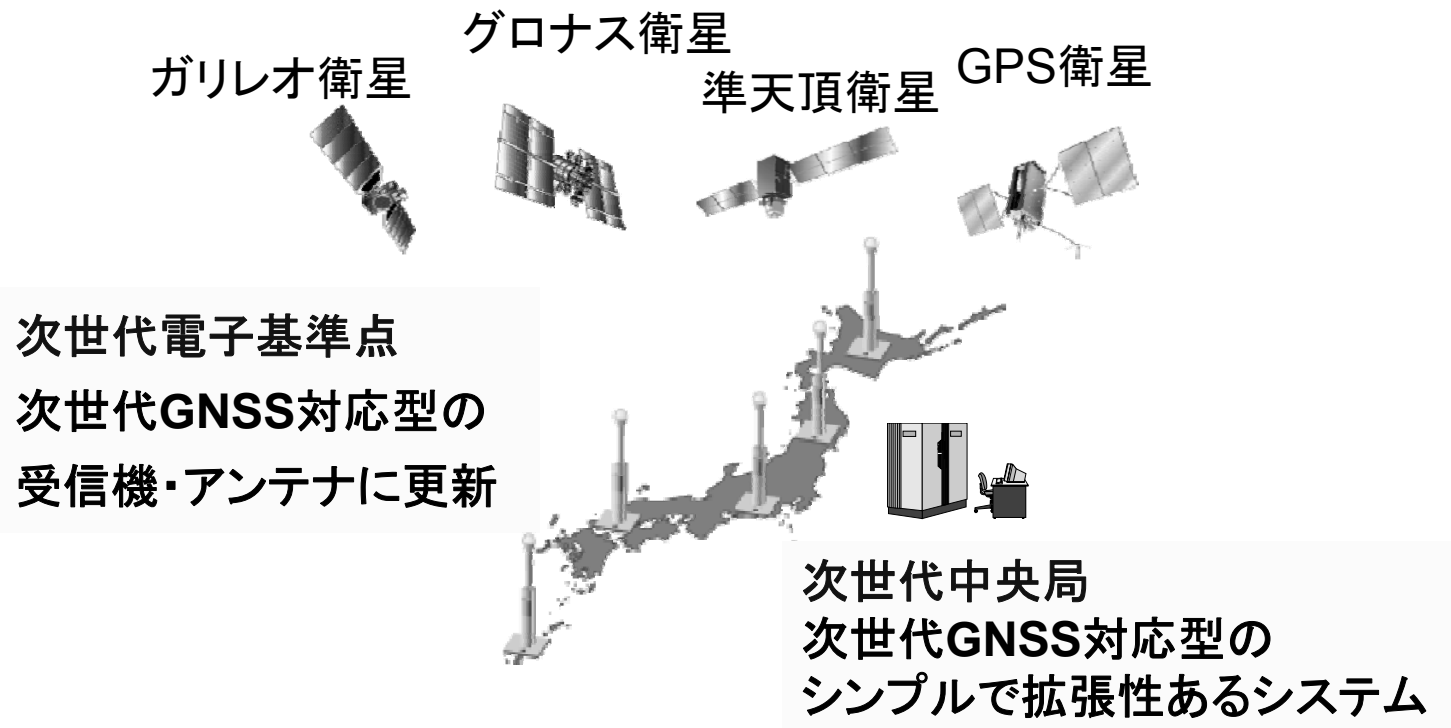 グロナス衛星
ガリレオ衛星
準天頂衛星
GPS衛星
次世代電子基準点
次世代GNSS対応型の
受信機・アンテナに更新
次世代中央局
次世代GNSS対応型の
シンプルで拡張性あるシステム